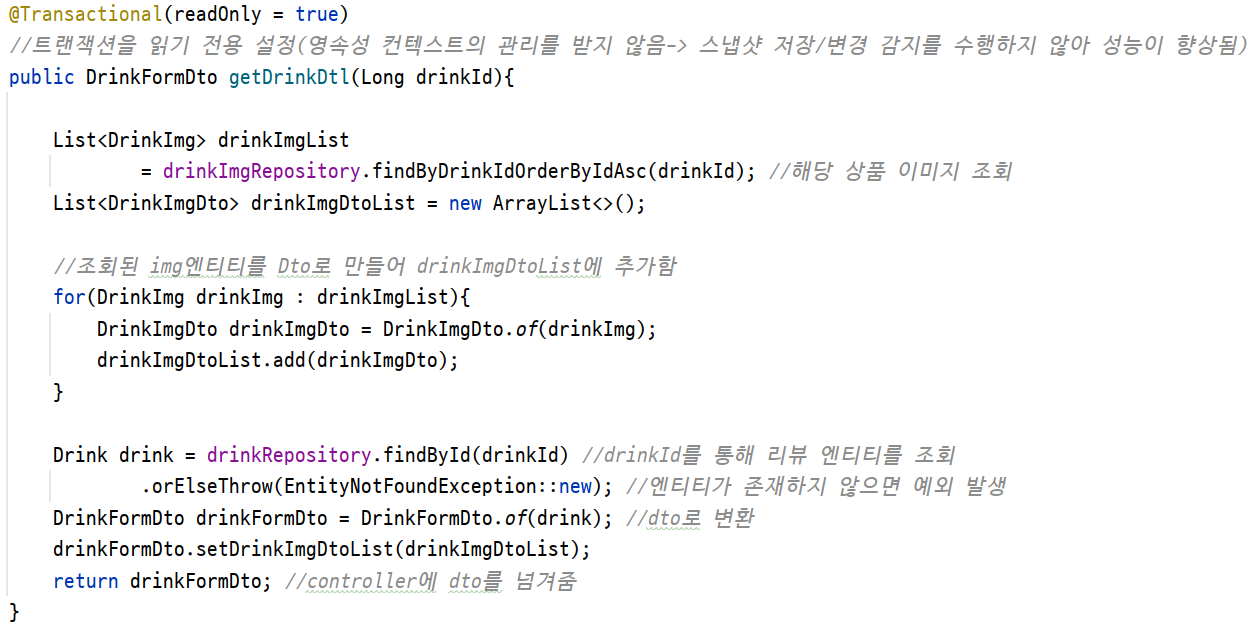 @Transactional(readOnly = true)
//트랜잭션을 읽기 전용 설정(영속성 컨텍스트의 관리를 받지 않음-> 스냅샷 저장/변경 감지를 수행하지 않아 성능이 향상됨)
public DrinkFormDto getDrinkDtl(Long drinkId){
List<DrinkImg> drinkImgList
= drinkImgRepository.findByDrinkIdOrderByIdAsc(drinkId); //해당 상품 이미지 조회
List<DrinkImgDto> drinkImgDtoList = new ArrayList<>();
//조회된 img엔티티를 Dto로 만들어 drinkImgDtoList에 추가함
for(DrinkImg drinkImg : drinkImgList){
DrinkImgDto drinkImgDto = DrinkImgDto.of(drinkImg);
drinkImgDtoList.add(drinkImgDto);
}
Drink drink = drinkRepository.findById(drinkId) //drinkId를 통해 리뷰 엔티티를 조회
.orElseThrow(EntityNotFoundException::new); //엔티티가 존재하지 않으면 예외 발생
DrinkFormDto drinkFormDto = DrinkFormDto.of(drink); //dto로 변환
drinkFormDto.setDrinkImgDtoList(drinkImgDtoList);
return drinkFormDto; //controller에 dto를 넘겨줌
}